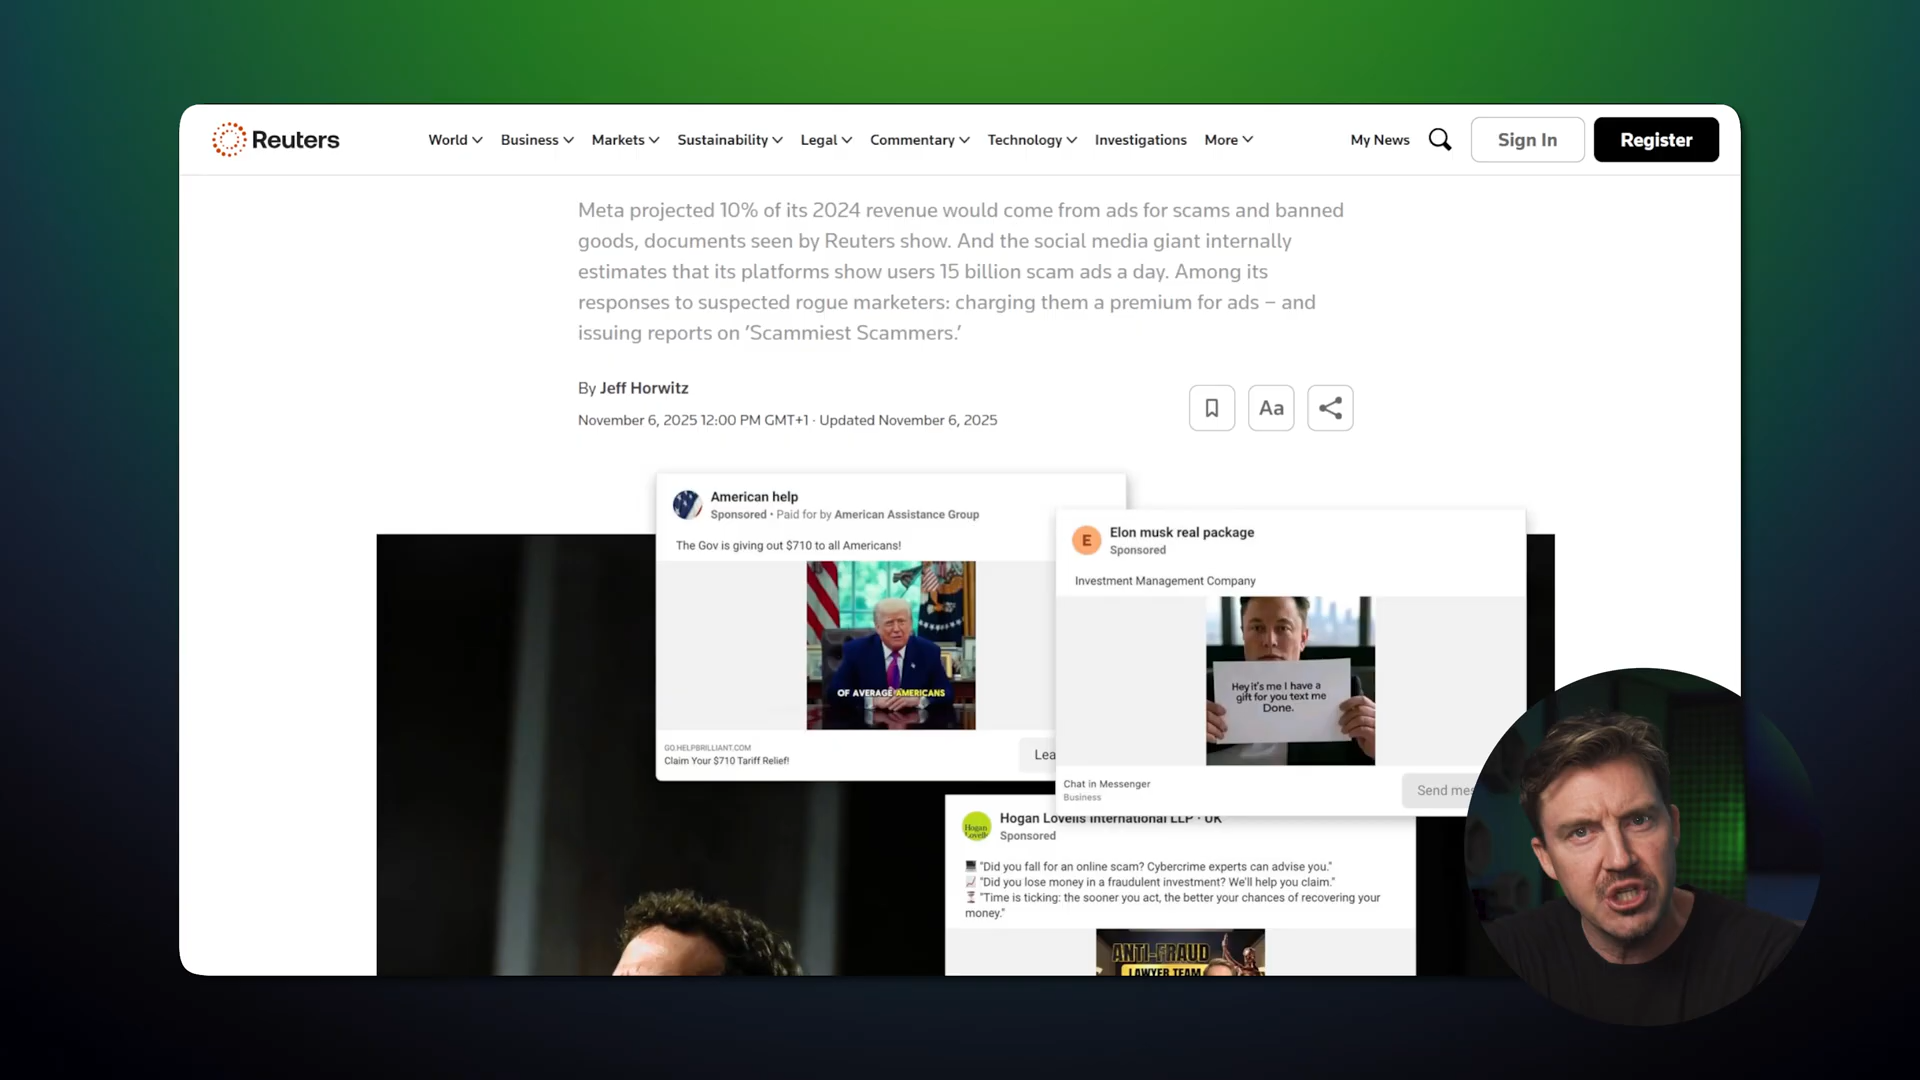 Reuters
World
Business
Markets
Sustainability
Legal
Commentary
Technology
Investigations
More
My News
Sign In
Register
Meta projected 10% of its 2024 revenue would come from ads for scams and banned
goods, documents seen by Reuters show. And the social media giant internally
estimates that its platforms show users 15 billion scam ads a day. Among its
responses to suspected rogue marketers: charging them a premium for ads – and
issuing reports on ‘Scammiest Scammers.’
By Jeff Horwitz
November 6, 2025 12:00 PM GMT+1 · Updated November 6, 2025
Aa
American help
Sponsored • Paid for by American Assistance Group
The Gov is giving out $710 to all Americans!
OF AVERAGE AMERICANS
GO.HELPBRILLIANT.COM
Claim Your $710 Tariff Relief!
Lea
E
Elon musk real package
Sponsored
Investment Management Company
Hey it's me I have a
gift for you text me
Done.
Chat in Messenger
Business
Send mes
Hogan Lovells
Hogan Lovells International LLP · UK
Sponsored
"Did you fall for an online scam? Cybercrime experts can advise you."
"Did you lose money in a fraudulent investment? We'll help you claim."
"Time is ticking: the sooner you act, the better your chances of recovering your
money."
ANTI-FRAUD
LAWYER TEAM